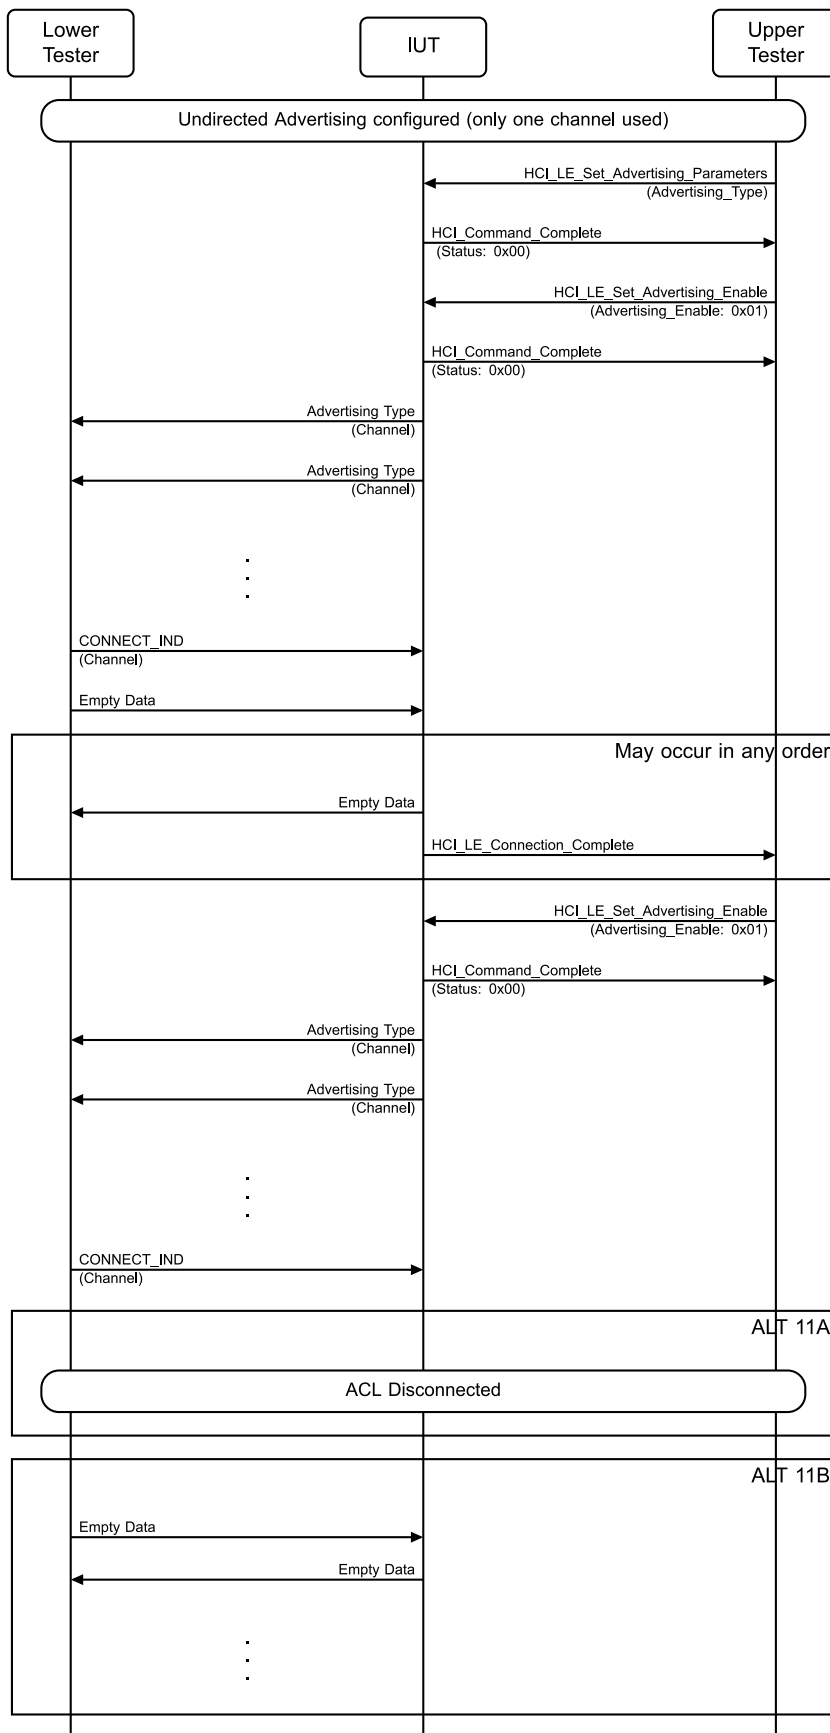 Lower
Tester
IUT
Upper
Tester
Undirected Advertising configured (only one channel used)
HCI_LE_Set_Advertising_Parameters
(Advertising_Type)
HCI_Command_Complete
(Status: 0x00)
HCI_LE_Set_Advertising_Enable
(Advertising_Enable: 0x01)
HCI_Command_Complete
(Status: 0x00)
Advertising Type
(Channel)
Advertising Type
(Channel)
CONNECT_IND
(Channel)
Empty Data
May occur in any order
Empty Data
HCI_LE_Connection_Complete
HCI_LE_Set_Advertising_Enable
(Advertising_Enable: 0x01)
HCI_Command_Complete
(Status: 0x00)
Advertising Type
(Channel)
Advertising Type
(Channel)
CONNECT_IND
(Channel)
ALT 11A
ACL Disconnected
ALT 11B
Empty Data
Empty Data